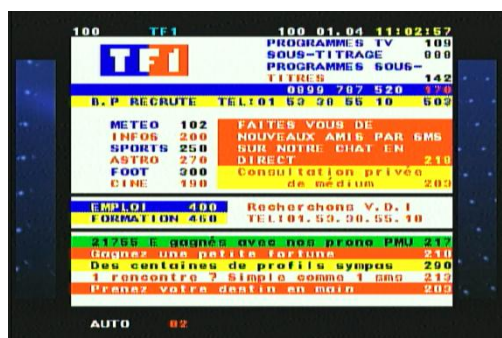 100 TF1 100 01.04 11:02:57
TF1
PROGRAMMES TV 109
SOUS-TITRAGE 888
PROGRAMMES SOUS-
TITRES 142
0899 787 520 170
B.P RECRUTE TEL:01 53 30 55 10 503
METEO 102
INFOS 200
SPORTS 250
ASTRO 270
FOOT 300
CINE 190
FAITES VOUS DE
NOUVEAUX AMIS PAR SMS
SUR NOTRE CHAT EN
DIRECT 210
Consultation privée
de médium 203
EMPLOI 400
FORMATION 460
Recherchons V.D.I
TEL:01.53.30.55.10
21755 E gagnés avec nos prono PMU 217
Gagnez une petite fortune 210
Des centaines de profils sympas 290
1 rencontre ? Simple comme 1 sms 213
Prenez votre destin en main 203
AUTO 82